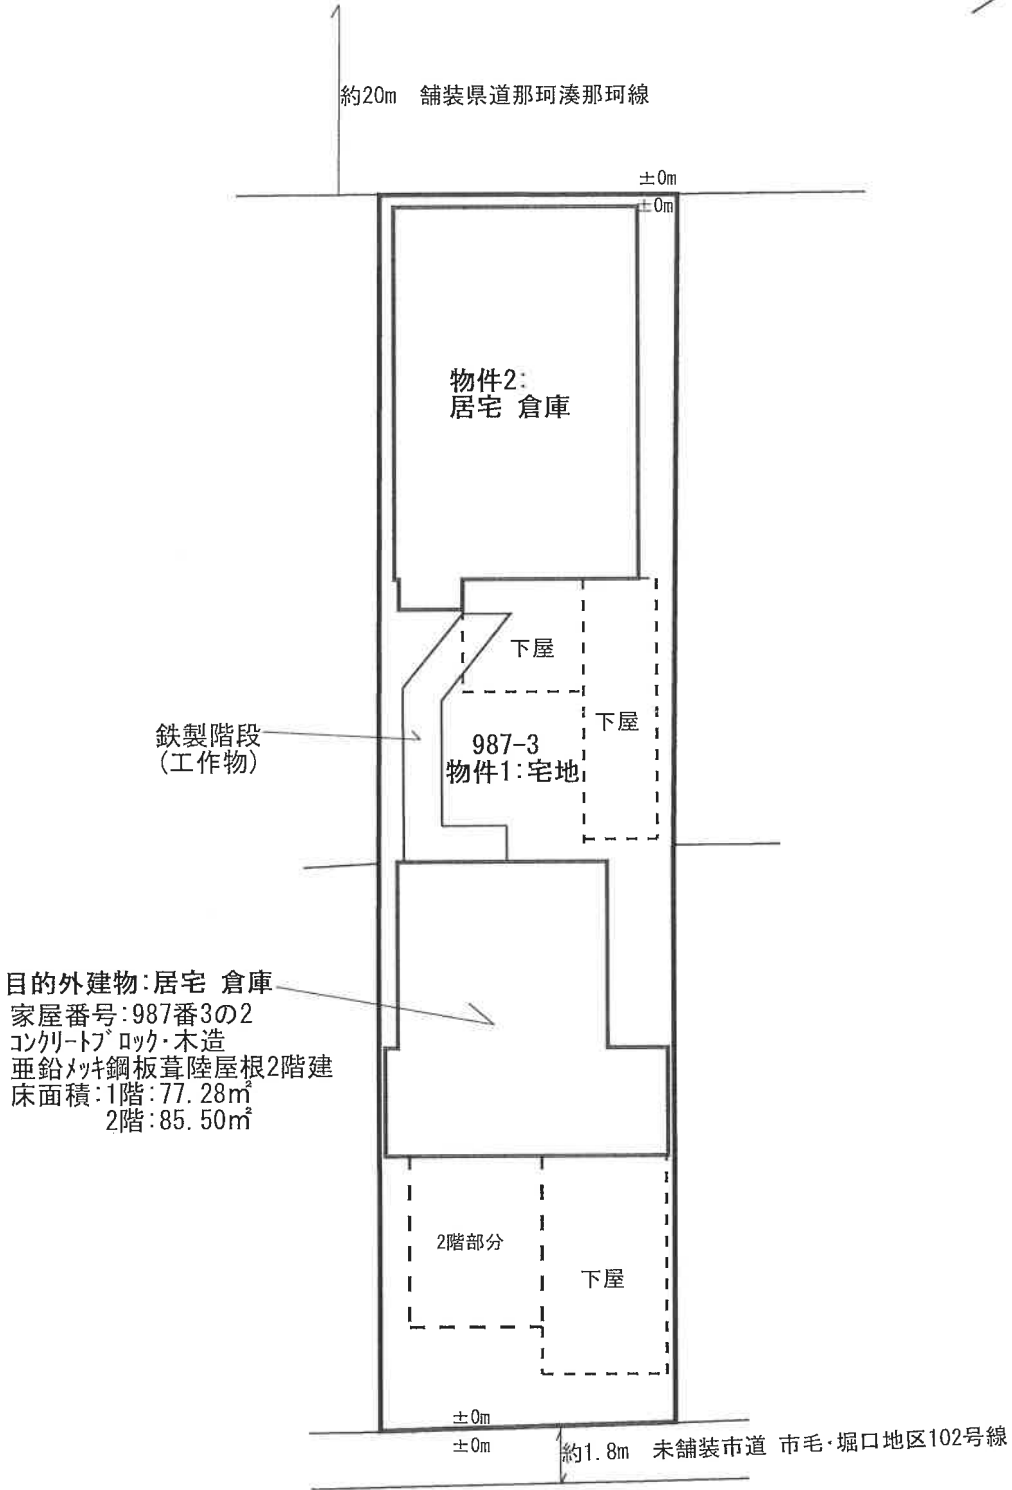 約20m 舗装県道那珂湊那珂線
±0m
±0m
物件2:
居宅 倉庫
下屋
下屋
鉄製階段
(工作物)
987-3
物件1:宅地
目的外建物:居宅 倉庫
家屋番号:987番3の2
コンクリートブロック・木造
亜鉛メッキ鋼板葺陸屋根2階建
床面積:1階:77.28㎡
2階:85.50㎡
2階部分
下屋
±0m
±0m
約1.8m 未舗装市道 市毛・堀口地区102号線